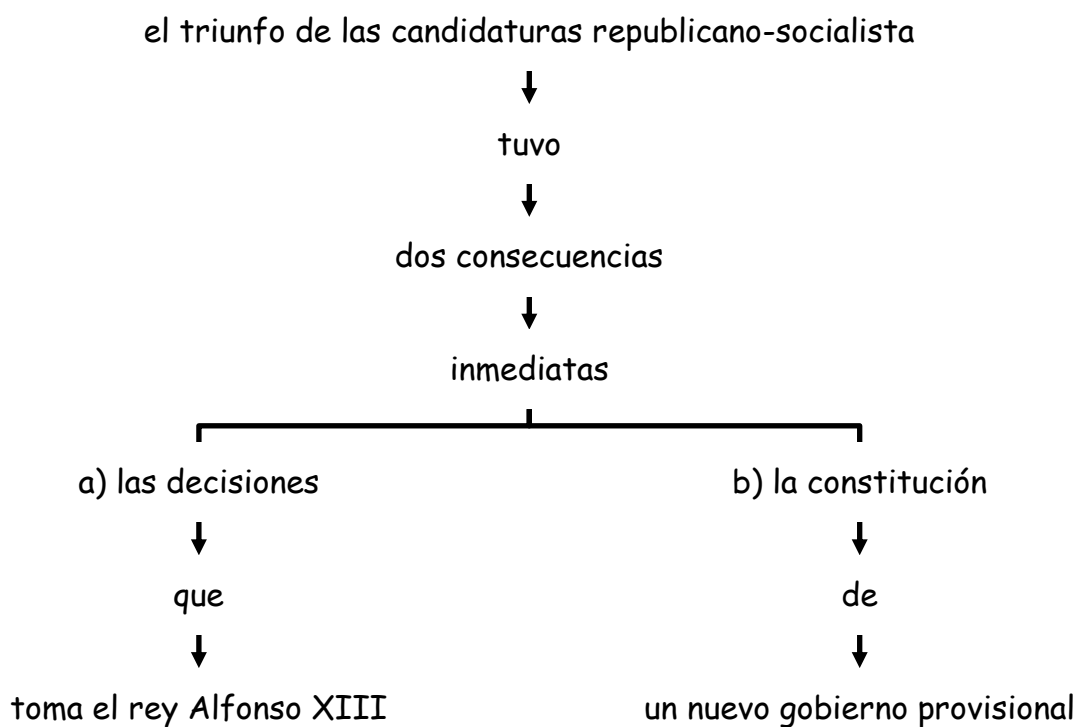 el triunfo de las candidaturas republicano-socialista
tuvo
dos consecuencias
inmediatas
a) las decisiones
que
toma el rey Alfonso XIII
b) la constitución
de
un nuevo gobierno provisional